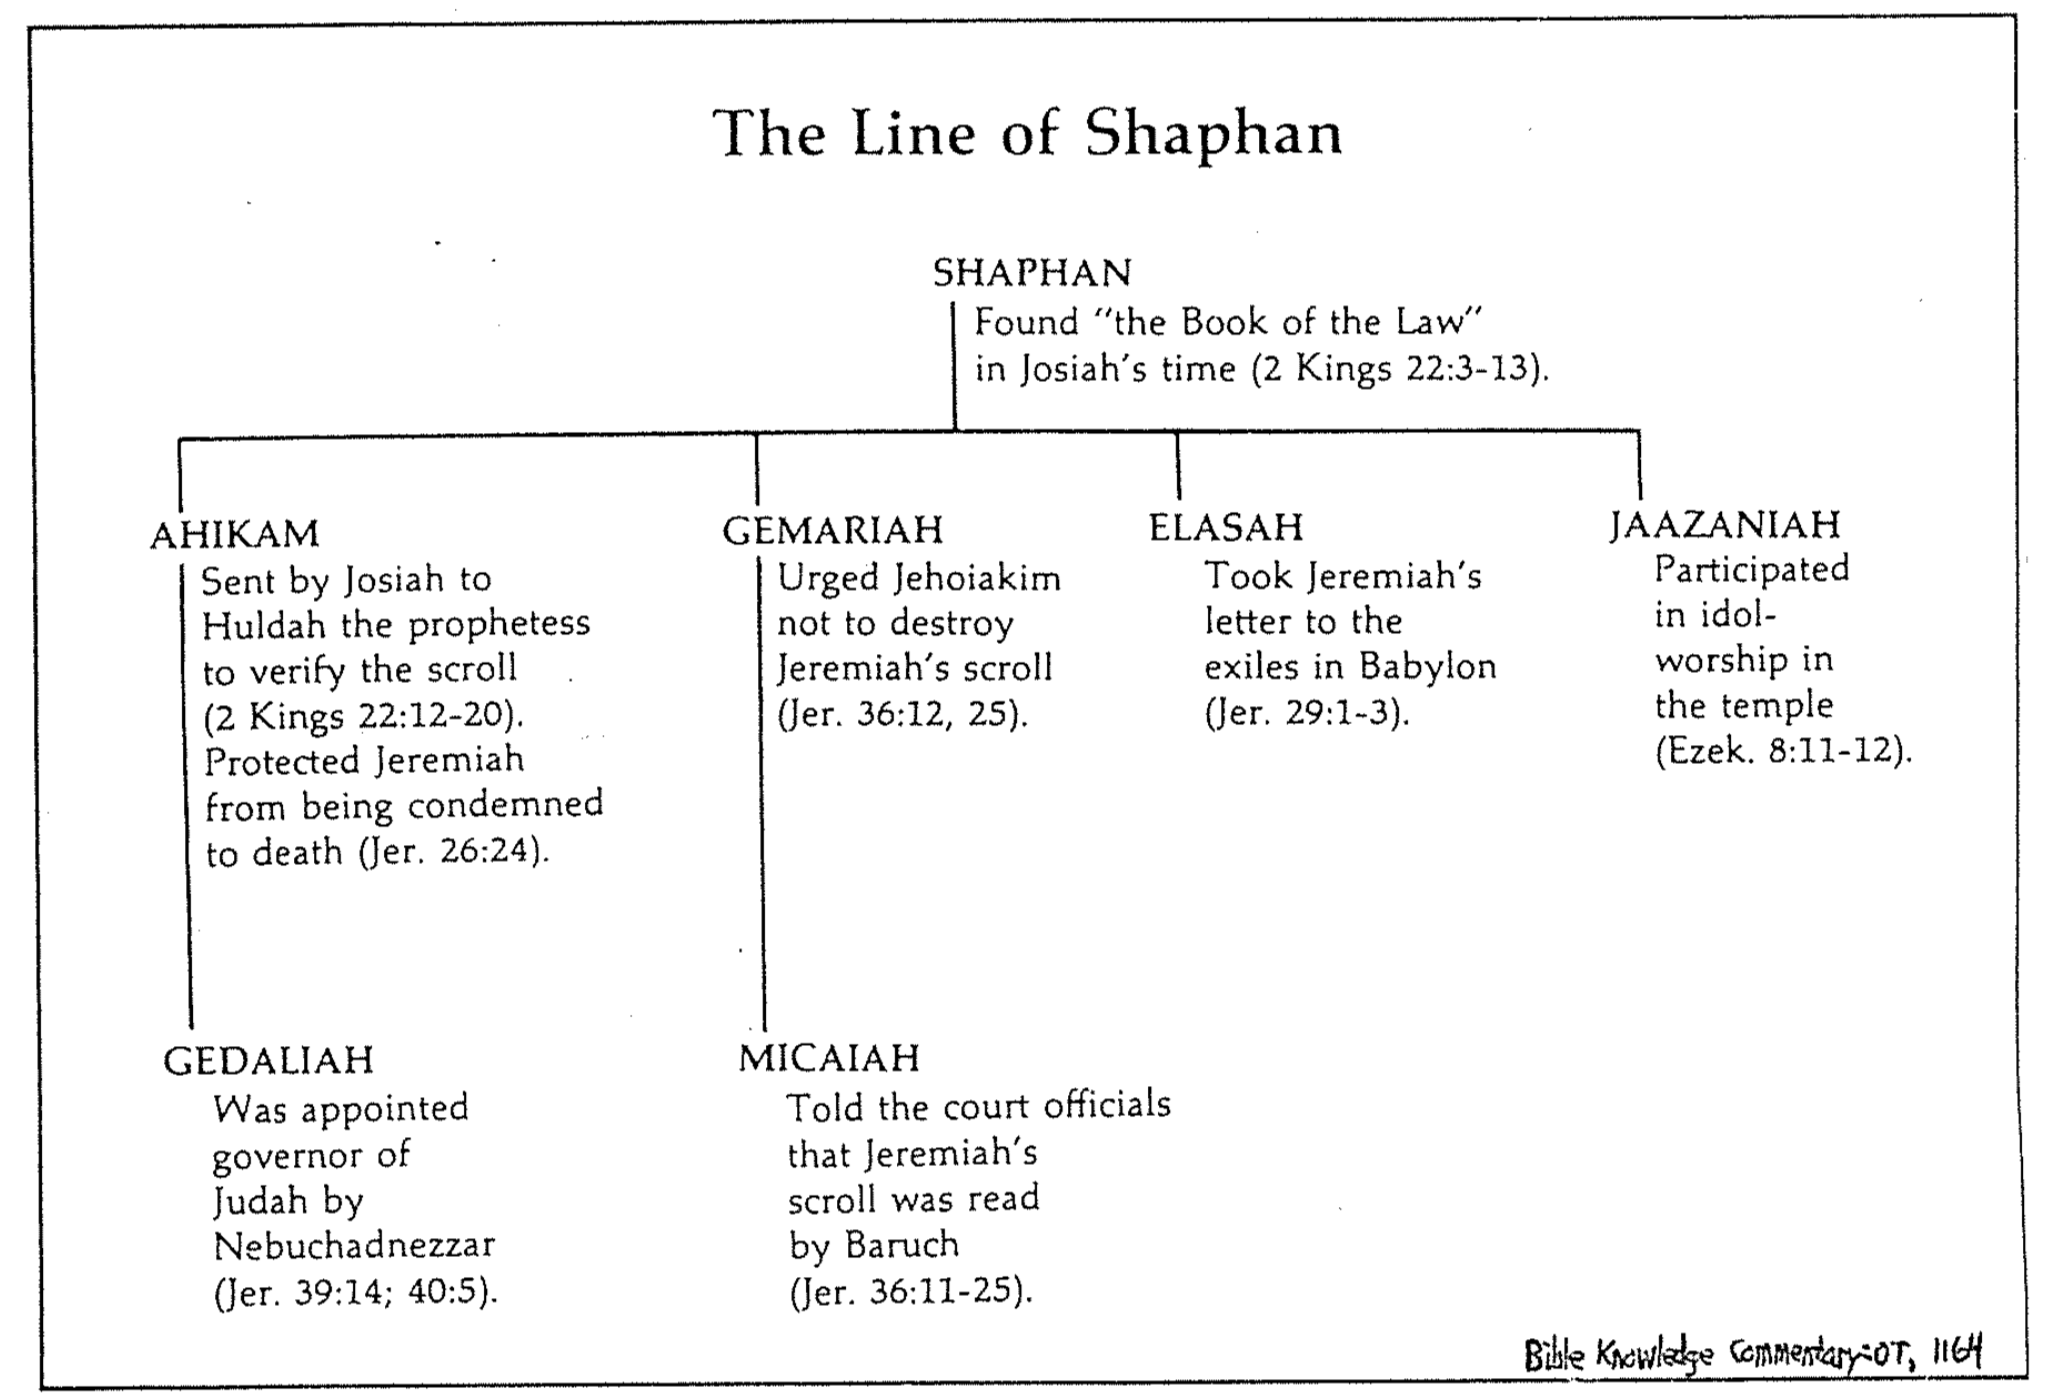 The Line of Shaphan
SHAPHAN
Found “the Book of the Law”
in Josiah's time (2 Kings 22:3-13).
AHIKAM
Sent by Josiah to
Huldah the prophetess
to verify the scroll
(2 Kings 22:12-20).
Protected Jeremiah
from being condemned
to death (Jer. 26:24).
GEMARIAH
Urged Jehoiakim
not to destroy
Jeremiah's scroll
(Jer. 36:12, 25).
ELASAH
Took Jeremiah's
letter to the
exiles in Babylon
(Jer. 29:1-3).
JAAZANIAH
Participated
in idol-
worship in
the temple
(Ezek. 8:11-12).
GEDALIAH
Was appointed
governor of
Judah by
Nebuchadnezzar
(Jer. 39:14; 40:5).
MICAIAH
Told the court officials
that Jeremiah's
scroll was read
by Baruch
(Jer. 36:11-25).
Bible Knowledge Commentary-OT, 1164